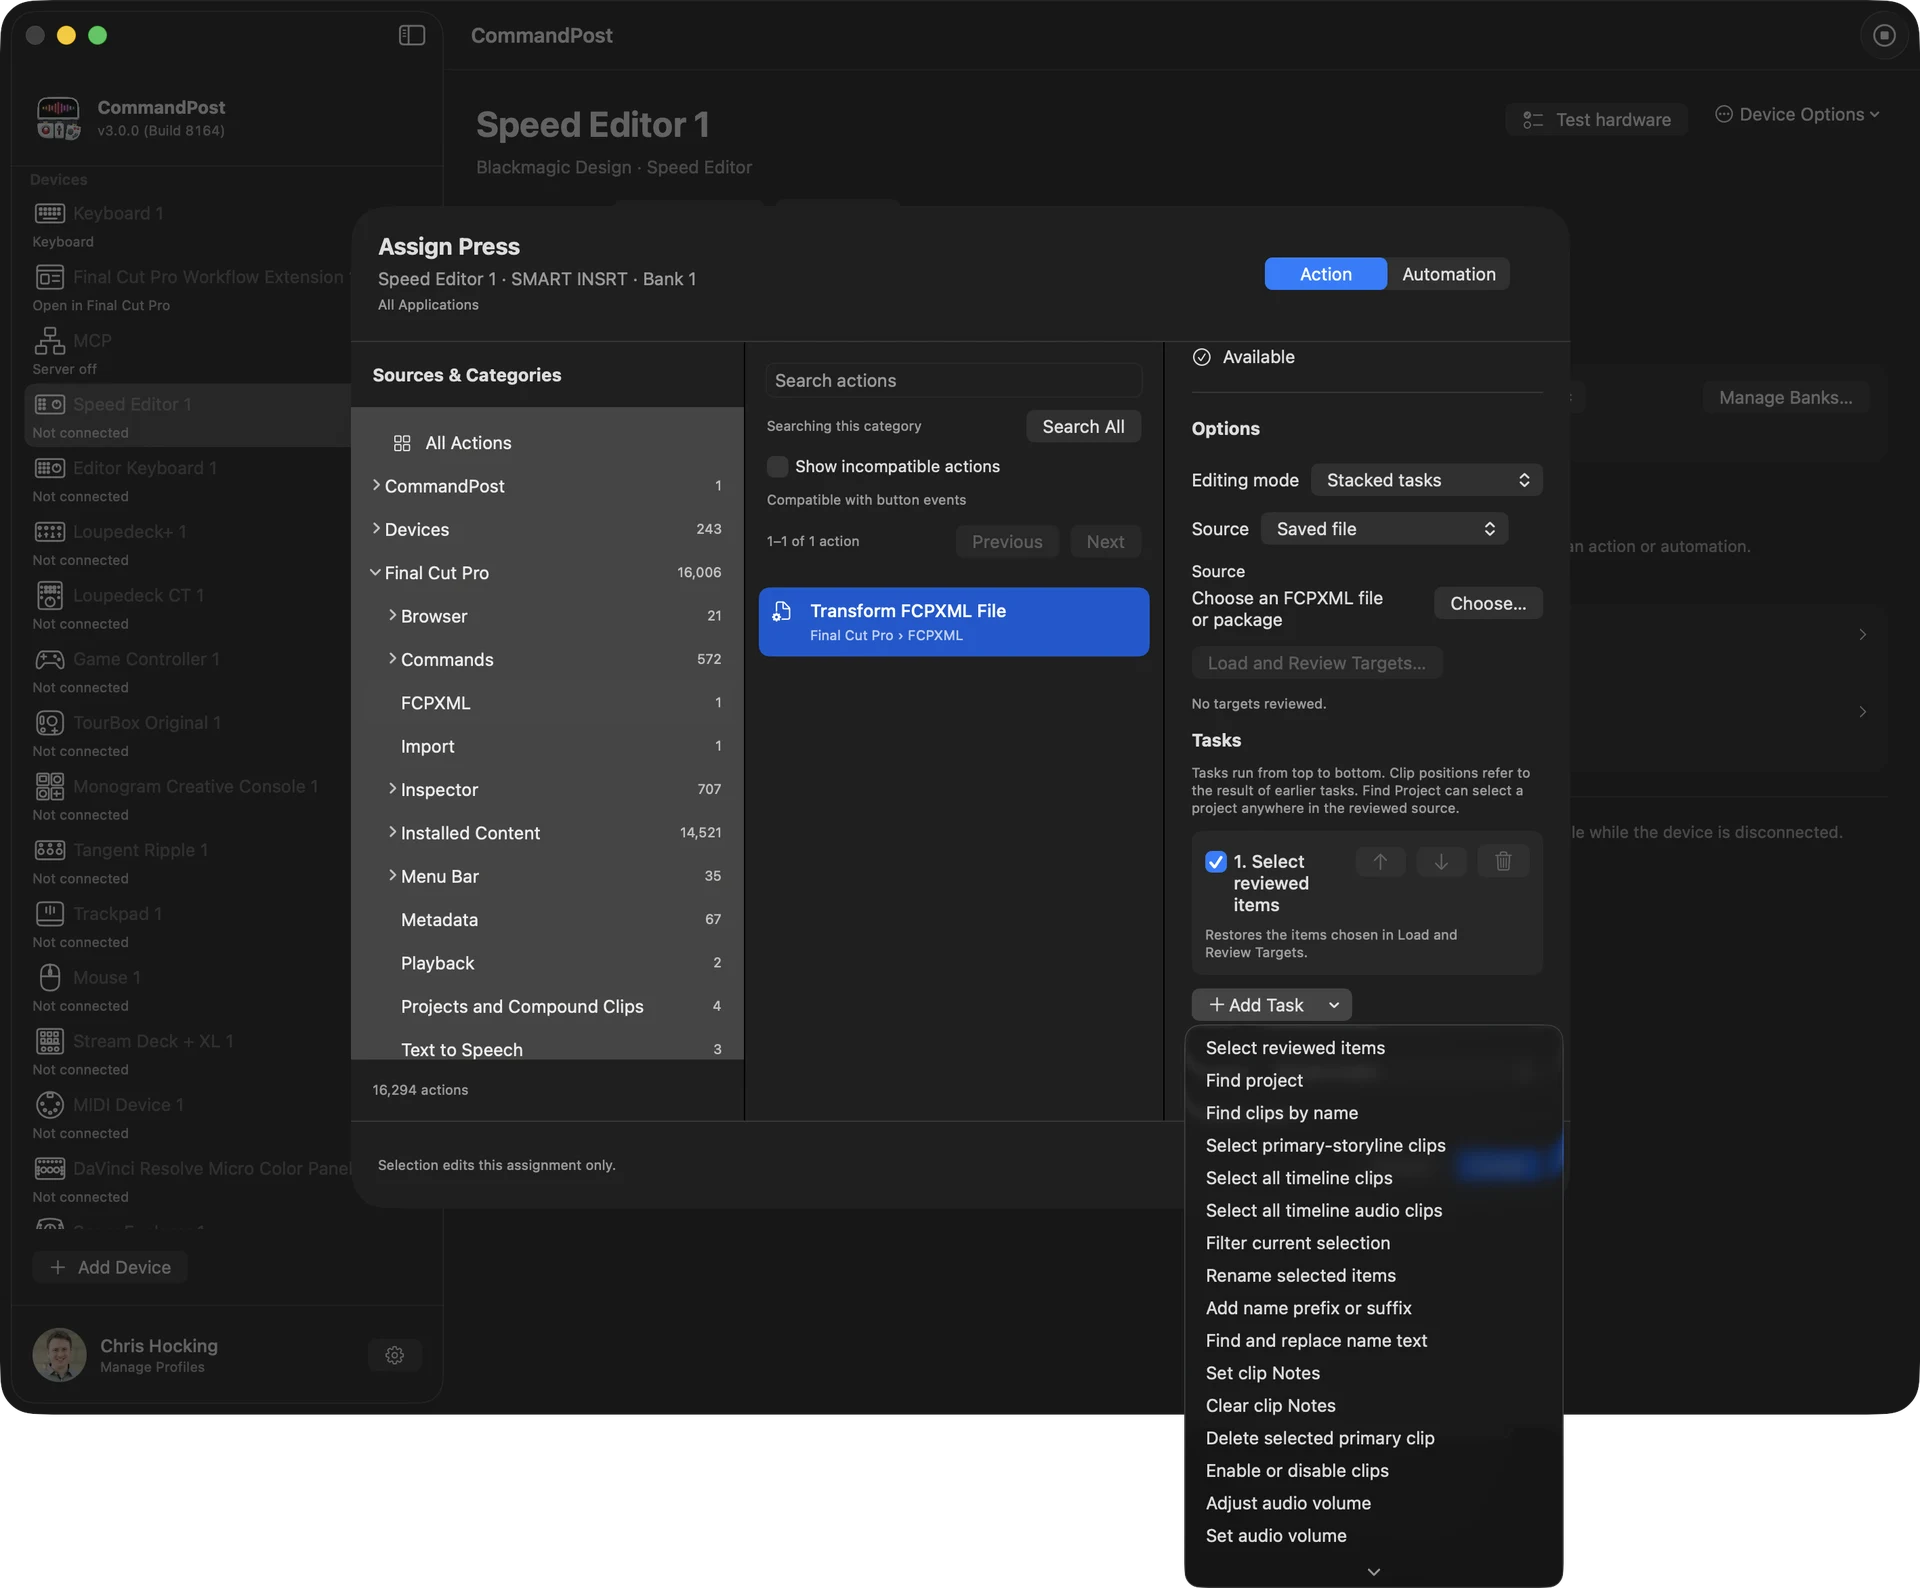 CommandPost
CommandPost
v3.0.0 (Build 8164)
Devices
Keyboard 1
Keyboard
Final Cut Pro Workflow Extension
Open in Final Cut Pro
MCP
Server off
Speed Editor 1
Not connected
Editor Keyboard 1
Not connected
Loupedeck+ 1
Not connected
Loupedeck CT 1
Not connected
Game Controller 1
Not connected
TourBox Original 1
Not connected
Monogram Creative Console 1
Not connected
Tangent Ripple 1
Not connected
Trackpad 1
Not connected
Mouse 1
Not connected
Stream Deck + XL 1
Not connected
MIDI Device 1
Not connected
DaVinci Resolve Micro Color Panel
Not connected
Add Device
Chris Hocking
Manage Profiles
Speed Editor 1
Blackmagic Design · Speed Editor
Test hardware
Device Options
Manage Banks...
an action or automation.
le while the device is disconnected.
Assign Press
Speed Editor 1 · SMART INSRT · Bank 1
All Applications
Action
Automation
Sources & Categories
All Actions
CommandPost 1
Devices 243
Final Cut Pro 16,006
Browser 21
Commands 572
FCPXML 1
Import 1
Inspector 707
Installed Content 14,521
Menu Bar 35
Metadata 67
Playback 2
Projects and Compound Clips 4
Text to Speech 3
16,294 actions
Search actions
Searching this category
Search All
Show incompatible actions
Compatible with button events
1–1 of 1 action
Previous
Next
Transform FCPXML File
Final Cut Pro › FCPXML
Available
Options
Editing mode Stacked tasks
Source Saved file
Source
Choose an FCPXML file
or package
Choose...
Load and Review Targets...
No targets reviewed.
Tasks
Tasks run from top to bottom. Clip positions refer to
the result of earlier tasks. Find Project can select a
project anywhere in the reviewed source.
1. Select
reviewed
items
Restores the items chosen in Load and
Review Targets.
Add Task
Select reviewed items
Find project
Find clips by name
Select primary-storyline clips
Select all timeline clips
Select all timeline audio clips
Filter current selection
Rename selected items
Add name prefix or suffix
Find and replace name text
Set clip Notes
Clear clip Notes
Delete selected primary clip
Enable or disable clips
Adjust audio volume
Set audio volume
Selection edits this assignment only.